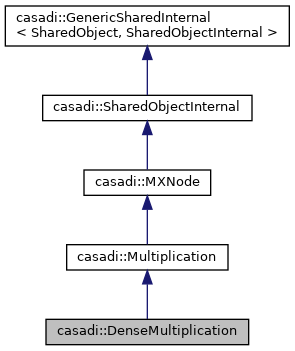 casadi::GenericSharedInternal
< SharedObject, SharedObjectInternal >
casadi::SharedObjectInternal
casadi::MXNode
casadi::Multiplication
casadi::DenseMultiplication